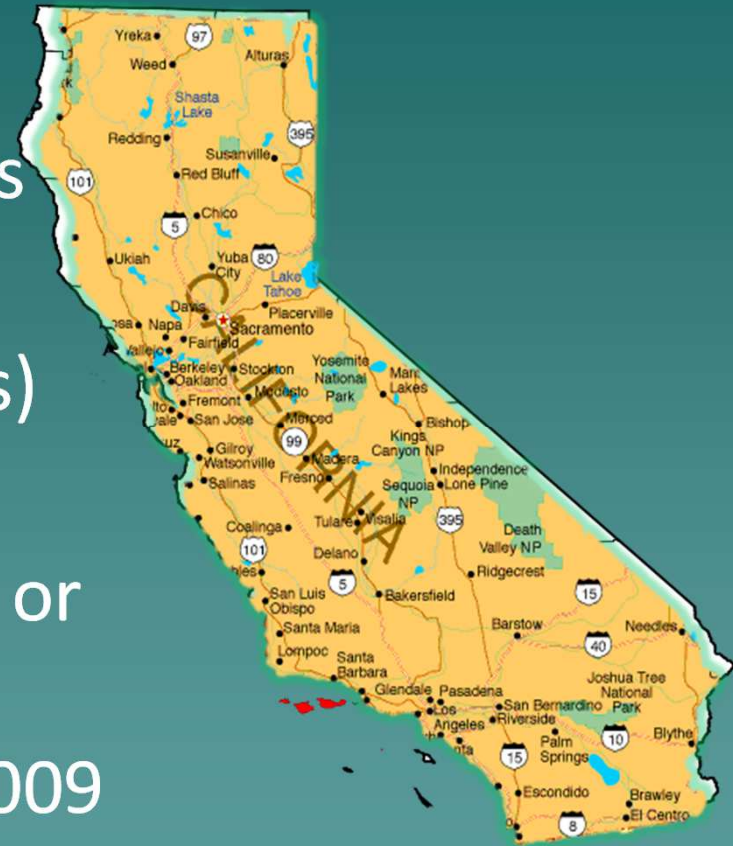 s
s)
or
009
Yreka
97
Weed
Alturas
Shasta
Lake
Redding
395
Susanville
101
Red Bluff
Chico
5
Ukiah
Yuba
City
80
Lake
Tahoe
Davis
Placerville
osa
Napa
Sacramento
Fairfield
Vallejo
CALIFORNIA
Berkeley
Stockton
Oakland
Yosemite
National
Park
Lakes
Modesto
Fremont
San Jose
Merced
Bishop
99
Kings
Canyon NP
Gilroy
Watsonville
Madera
Independence
Fresno
Sequoia
NP
Lone Pine
Salinas
Visalia
395
Coalinga
Tulare
Death
Valley NP
101
Delano
Ridgecrest
5
15
San Luis
Obispo
Bakersfield
Santa Maria
Barstow
Needles
40
Lompoc
Santa
Barbara
Joshua Tree
National
Park
Glendale
Pasadena
San Bernardino
Los
Angeles
Riverside
10
Blythe
Palm
Springs
15
Escondido
Brawley
El Centro
8